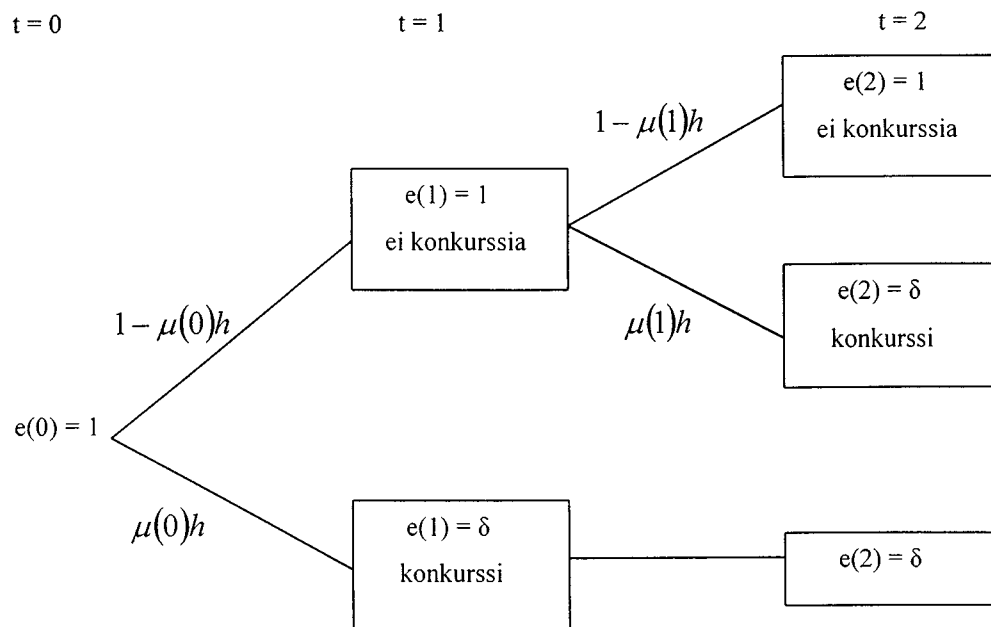 t = 0
t = 1
t = 2
e(2) = 1
ei konkurssia
1 − μ(1)h
e(1) = 1
ei konkurssia
e(2) = δ
konkurssi
μ(1)h
1 − μ(0)h
e(0) = 1
μ(0)h
e(1) = δ
konkurssi
e(2) = δ